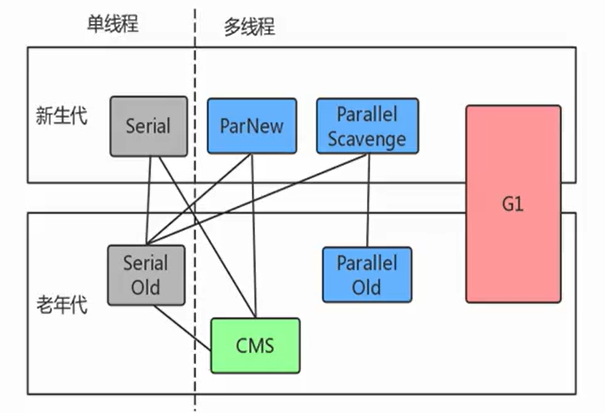 单线程
多线程
新生代
Serial
ParNew
Parallel
Scavenge
G1
老年代
Serial
Old
Parallel
Old
CMS